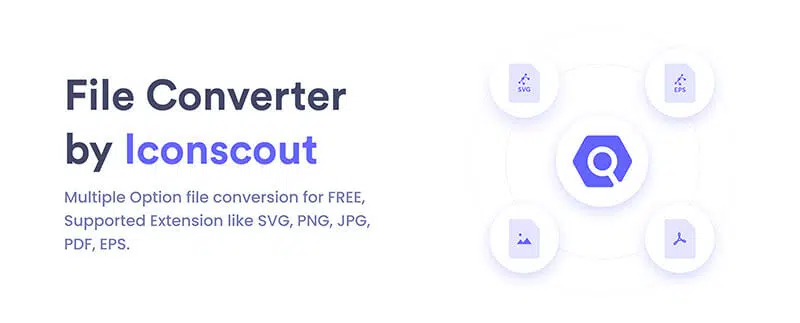 File Converter
by Iconscout
Multiple Option file conversion for FREE,
Supported Extension like SVG, PNG, JPG,
PDF, EPS.
SVG
EPS